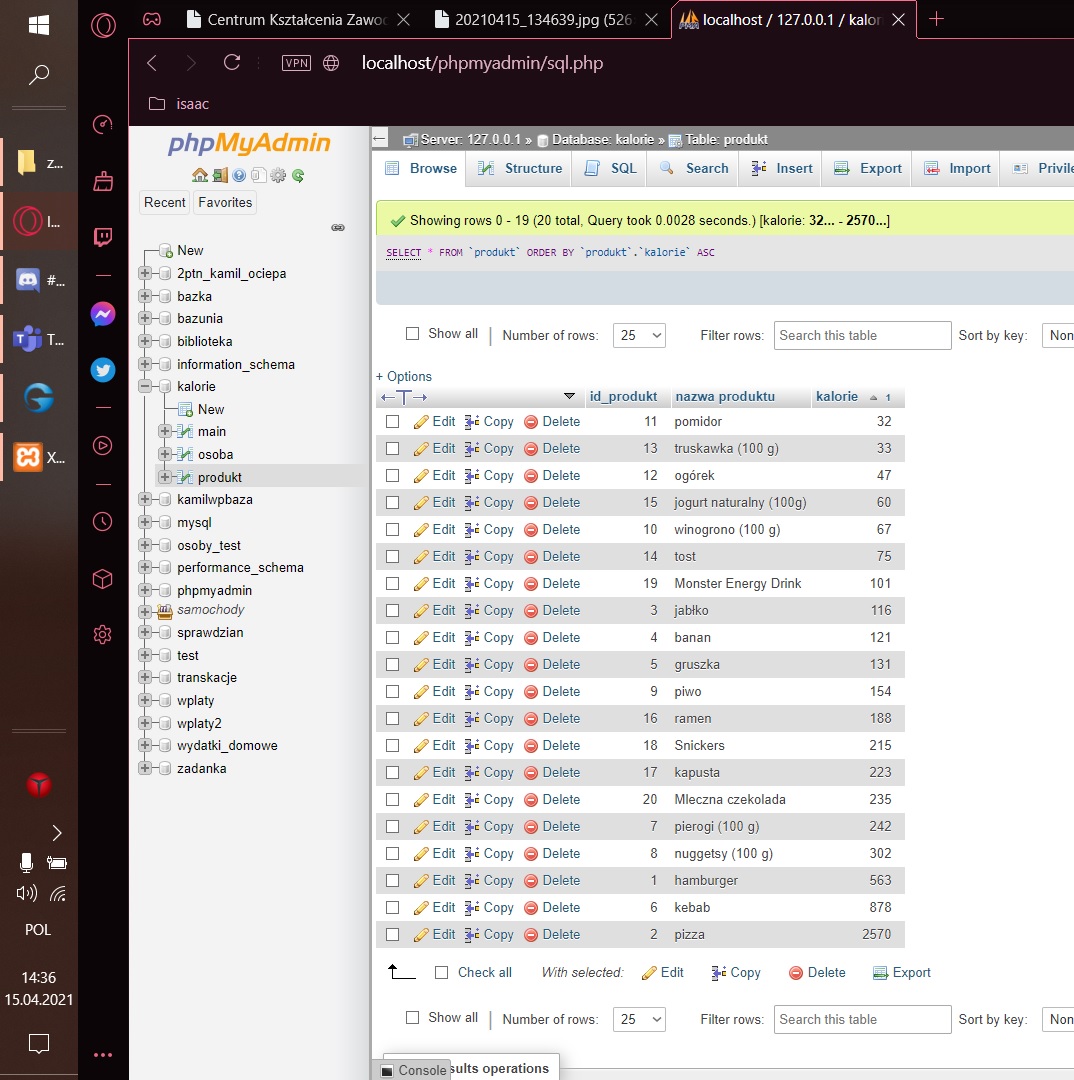 Centrum Kształcenia Zawo
20210415_134639.jpg (526
localhost / 127.0.0.1 / kalor
VPN
localhost/phpmyadmin/sql.php
isaac
z...
I...
#...
T...
X...
POL
14:36
15.04.2021
phpMyAdmin
Recent
Favorites
New
2ptn_kamil_ociepa
bazka
bazunia
biblioteka
information_schema
kalorie
New
main
osoba
produkt
kamilwpbaza
mysql
osoby_test
performance_schema
phpmyadmin
samochody
sprawdzian
test
transkacje
wplaty
wplaty2
wydatki_domowe
zadanka
Server: 127.0.0.1 » Database: kalorie » Table: produkt
Browse Structure SQL Search Insert Export Import Privile
Showing rows 0 - 19 (20 total, Query took 0.0028 seconds.) [kalorie: 32... - 2570...]
SELECT * FROM `produkt` ORDER BY `produkt`.`kalorie` ASC
Show all Number of rows: 25 Filter rows: Search this table Sort by key: Non
+ Options
←T→ id_produkt nazwa produktu kalorie 1
Edit Copy Delete 11 pomidor 32
Edit Copy Delete 13 truskawka (100 g) 33
Edit Copy Delete 12 ogórek 47
Edit Copy Delete 15 jogurt naturalny (100g) 60
Edit Copy Delete 10 winogrono (100 g) 67
Edit Copy Delete 14 tost 75
Edit Copy Delete 19 Monster Energy Drink 101
Edit Copy Delete 3 jabłko 116
Edit Copy Delete 4 banan 121
Edit Copy Delete 5 gruszka 131
Edit Copy Delete 9 piwo 154
Edit Copy Delete 16 ramen 188
Edit Copy Delete 18 Snickers 215
Edit Copy Delete 17 kapusta 223
Edit Copy Delete 20 Mleczna czekolada 235
Edit Copy Delete 7 pierogi (100 g) 242
Edit Copy Delete 8 nuggetsy (100 g) 302
Edit Copy Delete 1 hamburger 563
Edit Copy Delete 6 kebab 878
Edit Copy Delete 2 pizza 2570
Check all With selected: Edit Copy Delete Export
Show all Number of rows: 25 Filter rows: Search this table Sort by key: Non
Console sults operations